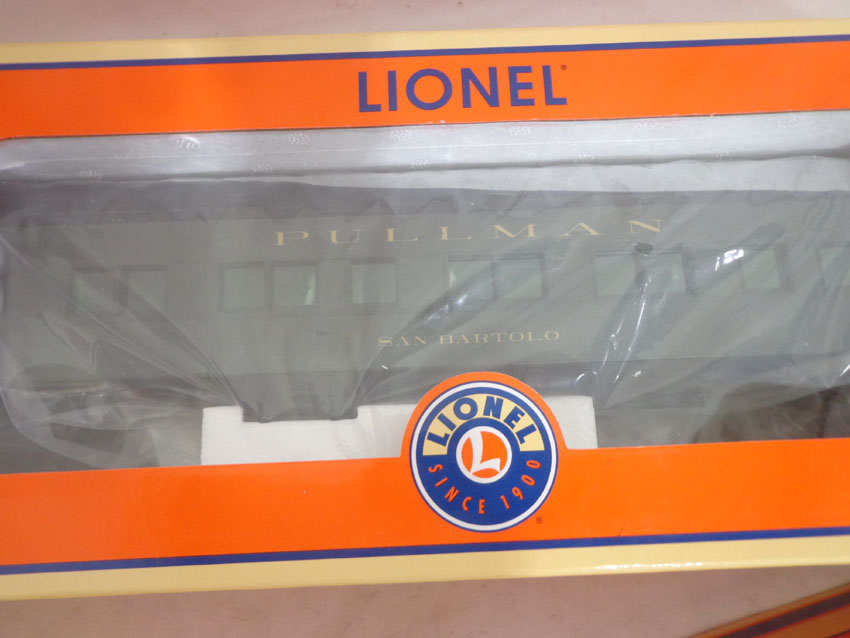 LIONEL®
PULLMAN
SAN BARTOLO
LIONEL
L
SINCE 1900
®